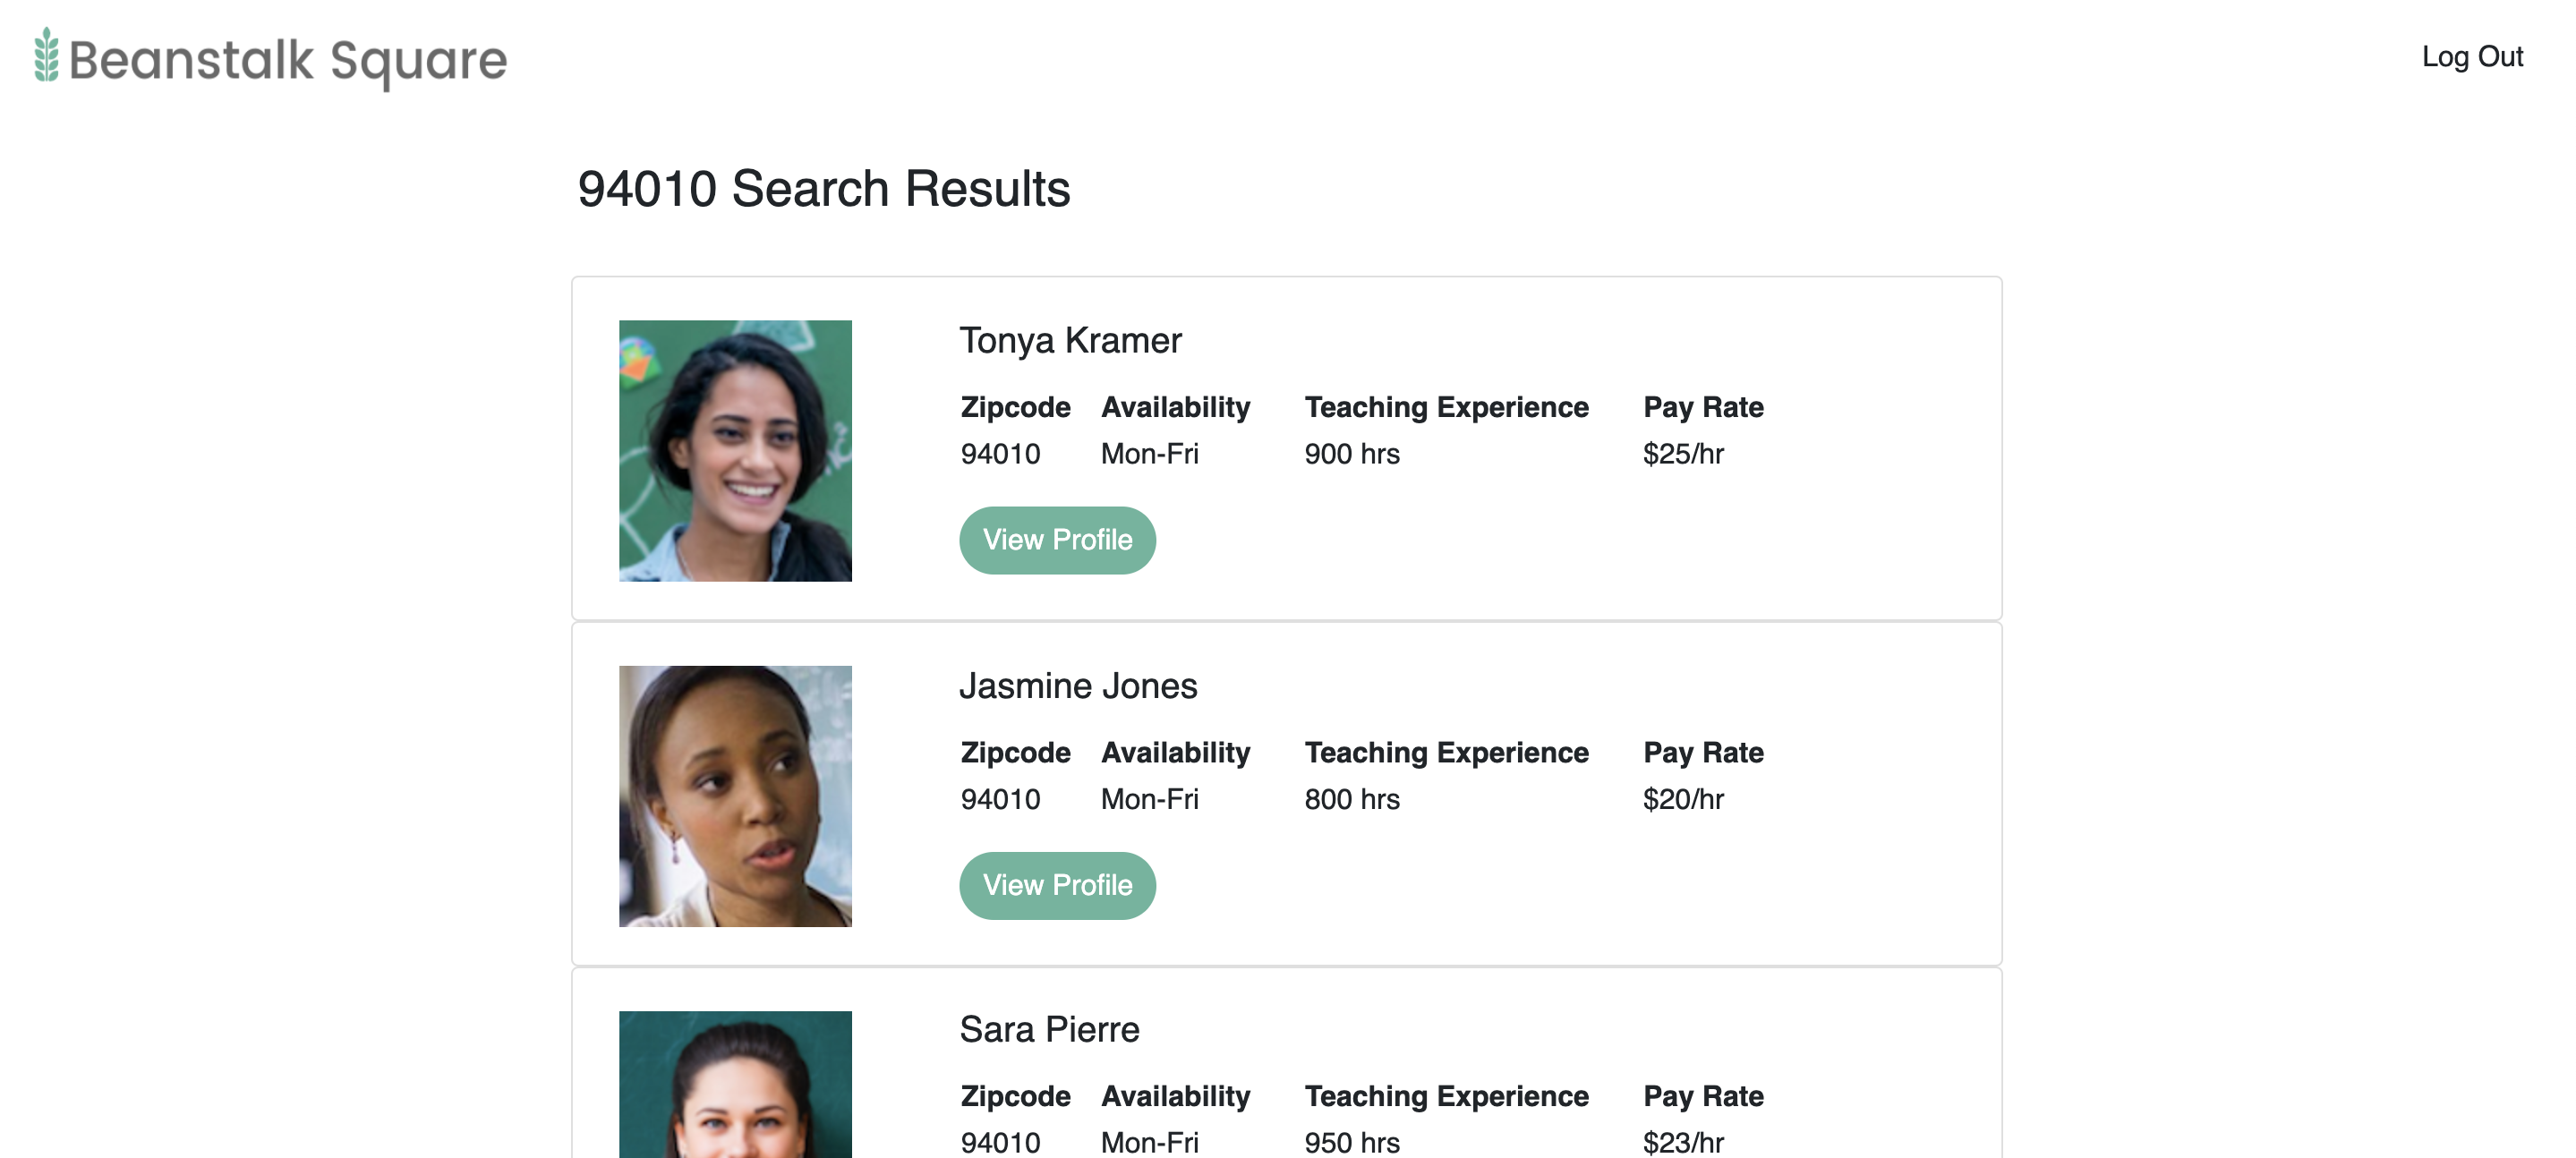 Beanstalk Square
Log Out
94010 Search Results
Tonya Kramer
Zipcode Availability Teaching Experience Pay Rate
94010 Mon-Fri 900 hrs $25/hr
View Profile
Jasmine Jones
Zipcode Availability Teaching Experience Pay Rate
94010 Mon-Fri 800 hrs $20/hr
View Profile
Sara Pierre
Zipcode Availability Teaching Experience Pay Rate
94010 Mon-Fri 950 hrs $23/hr